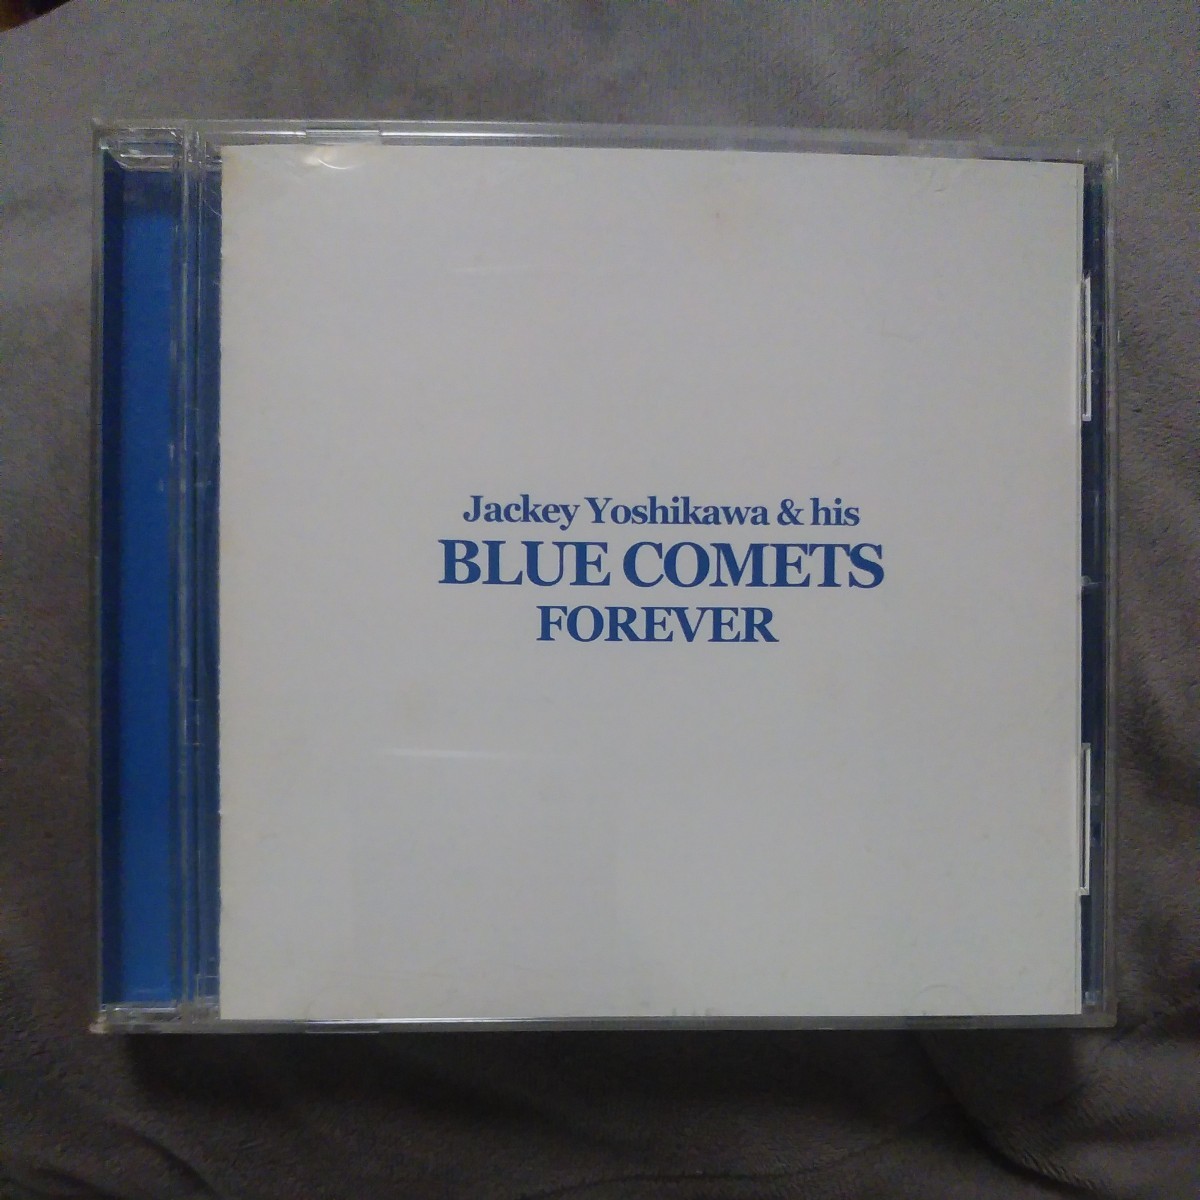 Jackey Yoshikawa & his
BLUE COMETS
FOREVER